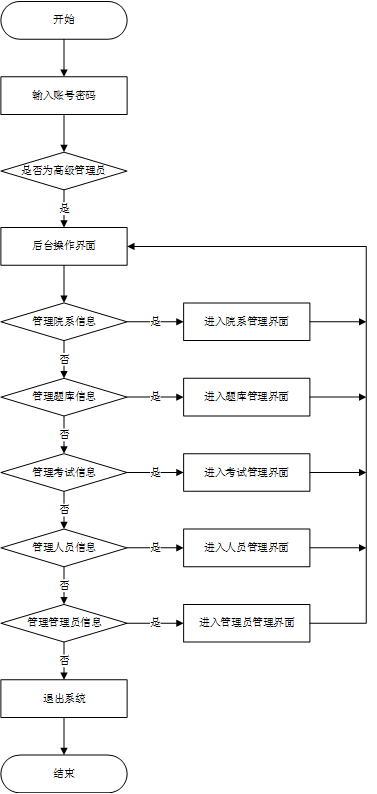 开始
输入账号密码
是否为高级管理员
是
后台操作界面
管理院系信息
是
进入院系管理界面
否
管理题库信息
是
进入题库管理界面
否
管理考试信息
是
进入考试管理界面
否
管理人员信息
是
进入人员管理界面
否
管理管理员信息
是
进入管理员管理界面
否
退出系统
结束